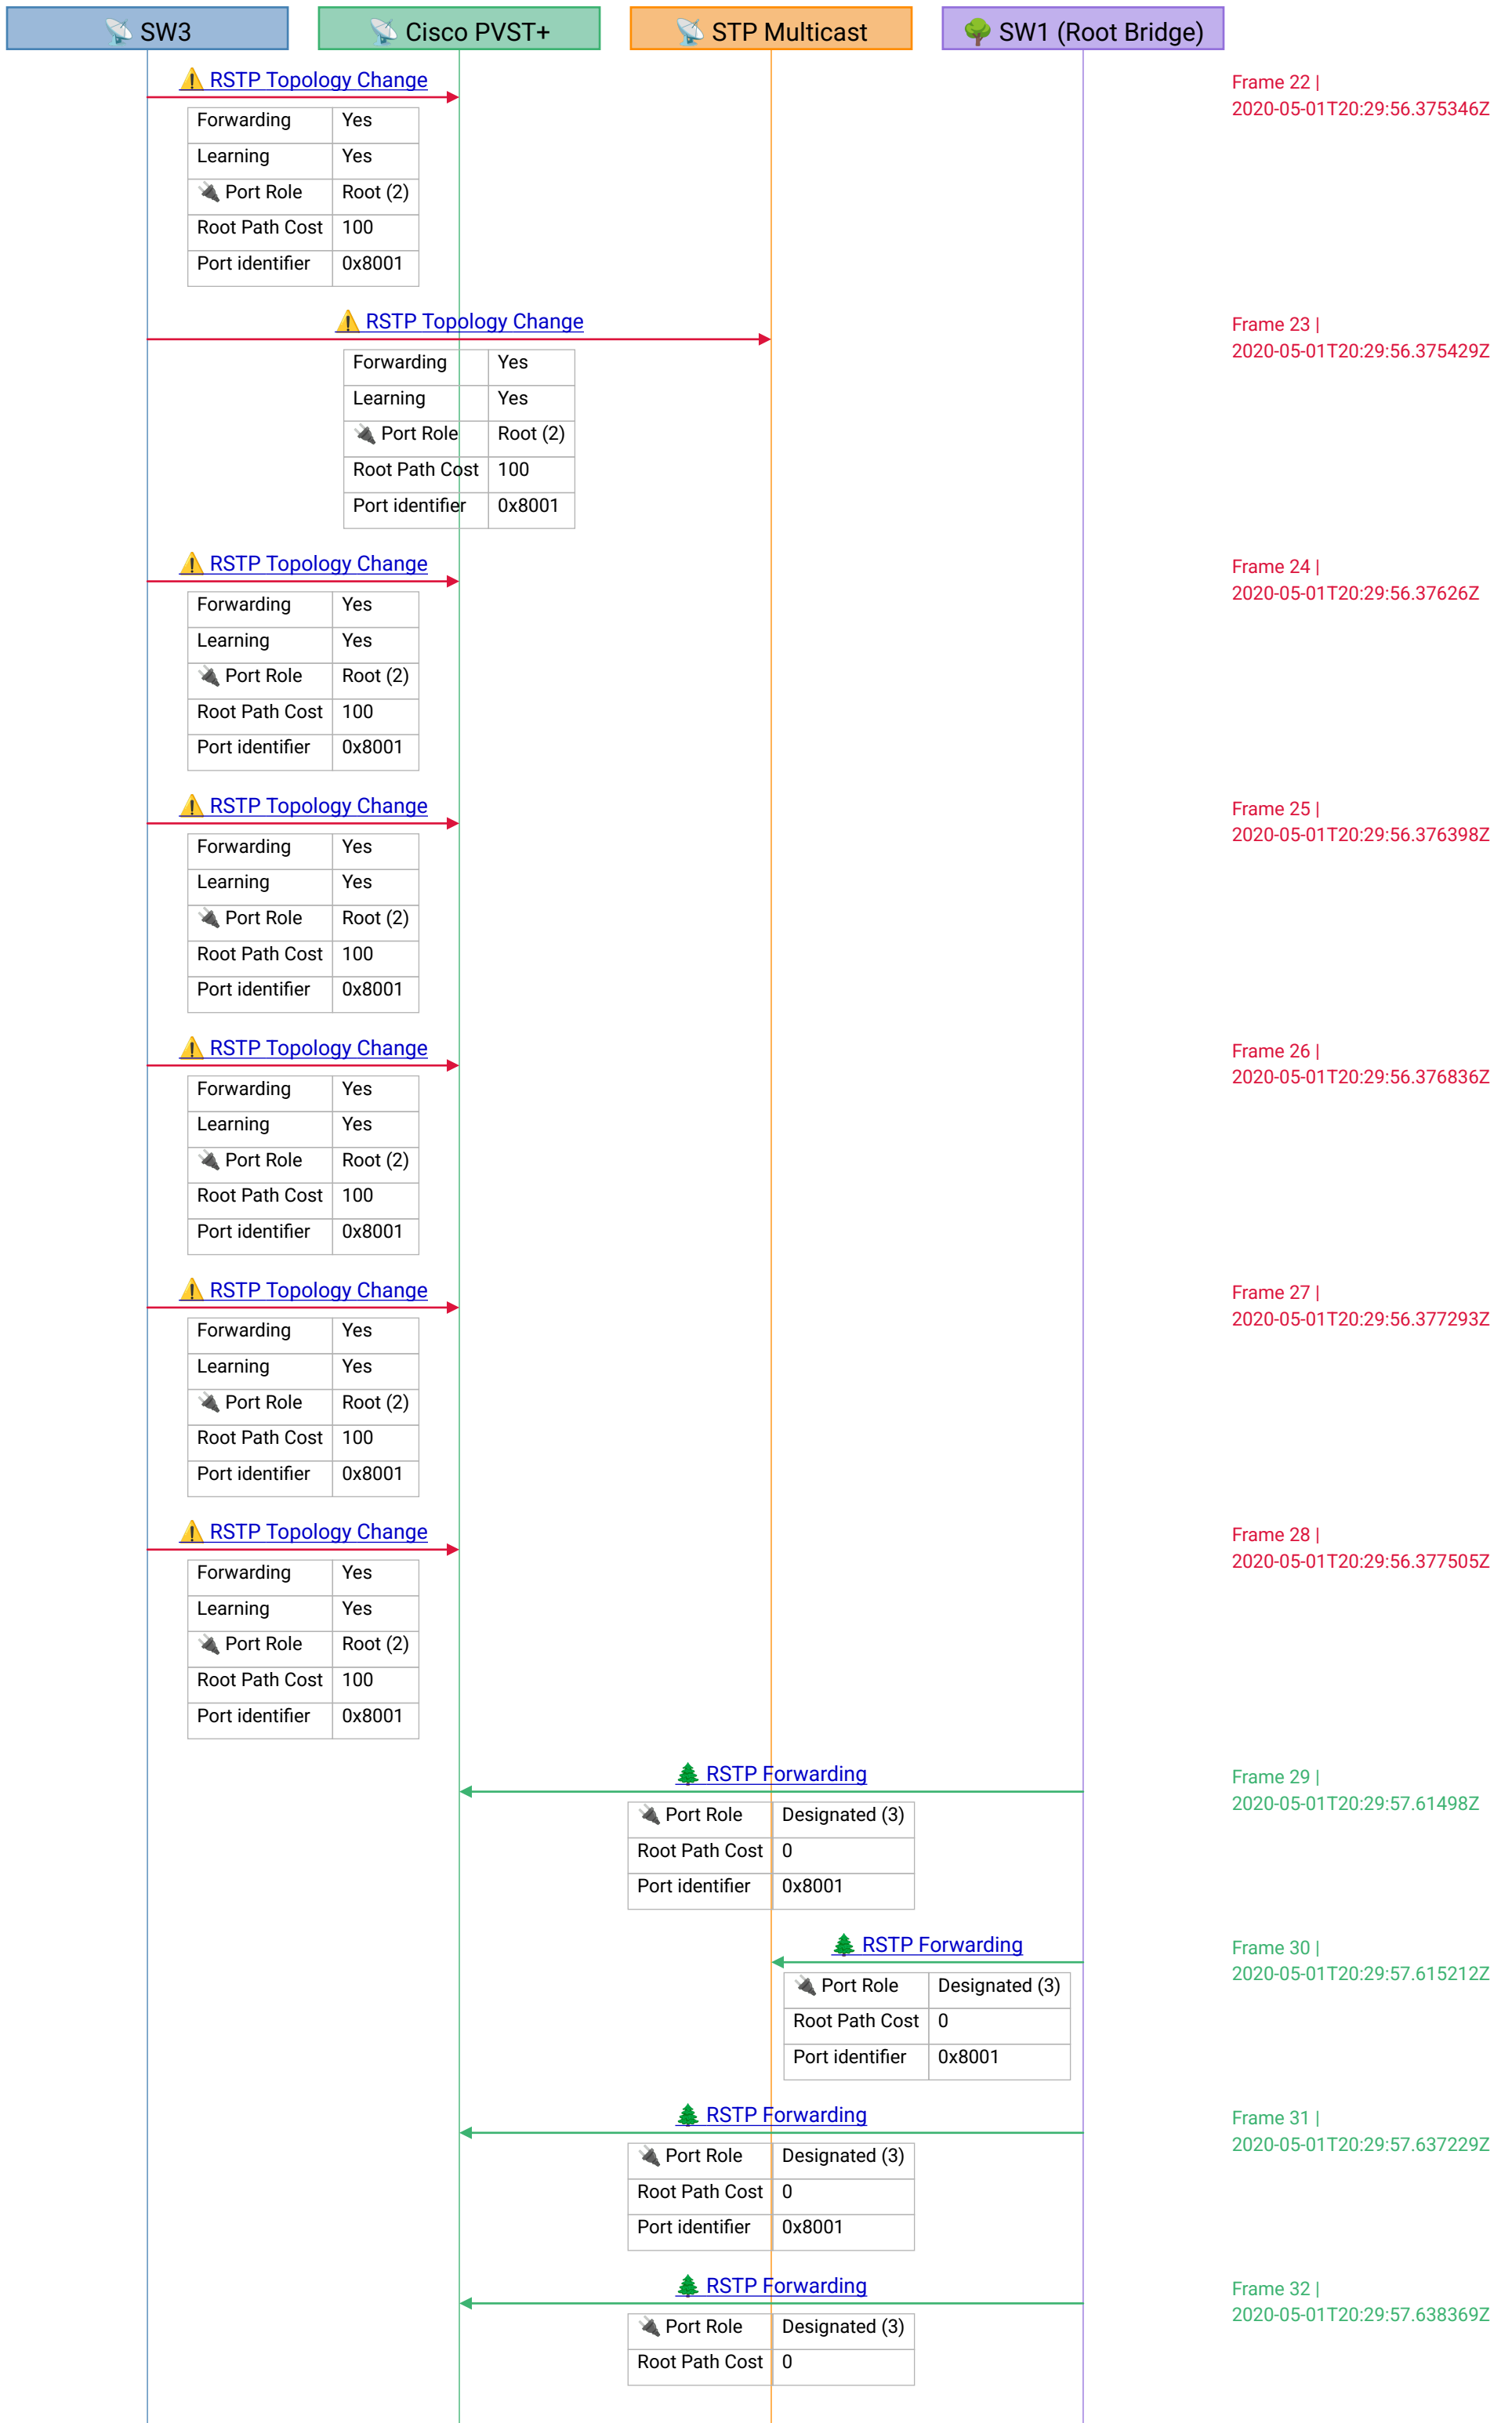 📡 SW3
📡 Cisco PVST+
📡 STP Multicast
🌳 SW1 (Root Bridge)
⚠️ RSTP Topology Change
Frame 22 |
2020-05-01T20:29:56.375346Z
Forwarding Yes
Learning Yes
🔌 Port Role Root (2)
Root Path Cost 100
Port identifier 0x8001
⚠️ RSTP Topology Change
Frame 23 |
2020-05-01T20:29:56.375429Z
Forwarding Yes
Learning Yes
🔌 Port Role Root (2)
Root Path Cost 100
Port identifier 0x8001
⚠️ RSTP Topology Change
Frame 24 |
2020-05-01T20:29:56.37626Z
Forwarding Yes
Learning Yes
🔌 Port Role Root (2)
Root Path Cost 100
Port identifier 0x8001
⚠️ RSTP Topology Change
Frame 25 |
2020-05-01T20:29:56.376398Z
Forwarding Yes
Learning Yes
🔌 Port Role Root (2)
Root Path Cost 100
Port identifier 0x8001
⚠️ RSTP Topology Change
Frame 26 |
2020-05-01T20:29:56.376836Z
Forwarding Yes
Learning Yes
🔌 Port Role Root (2)
Root Path Cost 100
Port identifier 0x8001
⚠️ RSTP Topology Change
Frame 27 |
2020-05-01T20:29:56.377293Z
Forwarding Yes
Learning Yes
🔌 Port Role Root (2)
Root Path Cost 100
Port identifier 0x8001
⚠️ RSTP Topology Change
Frame 28 |
2020-05-01T20:29:56.377505Z
Forwarding Yes
Learning Yes
🔌 Port Role Root (2)
Root Path Cost 100
Port identifier 0x8001
🌲 RSTP Forwarding
Frame 29 |
2020-05-01T20:29:57.61498Z
🔌 Port Role Designated (3)
Root Path Cost 0
Port identifier 0x8001
🌲 RSTP Forwarding
Frame 30 |
2020-05-01T20:29:57.615212Z
🔌 Port Role Designated (3)
Root Path Cost 0
Port identifier 0x8001
🌲 RSTP Forwarding
Frame 31 |
2020-05-01T20:29:57.637229Z
🔌 Port Role Designated (3)
Root Path Cost 0
Port identifier 0x8001
🌲 RSTP Forwarding
Frame 32 |
2020-05-01T20:29:57.638369Z
🔌 Port Role Designated (3)
Root Path Cost 0